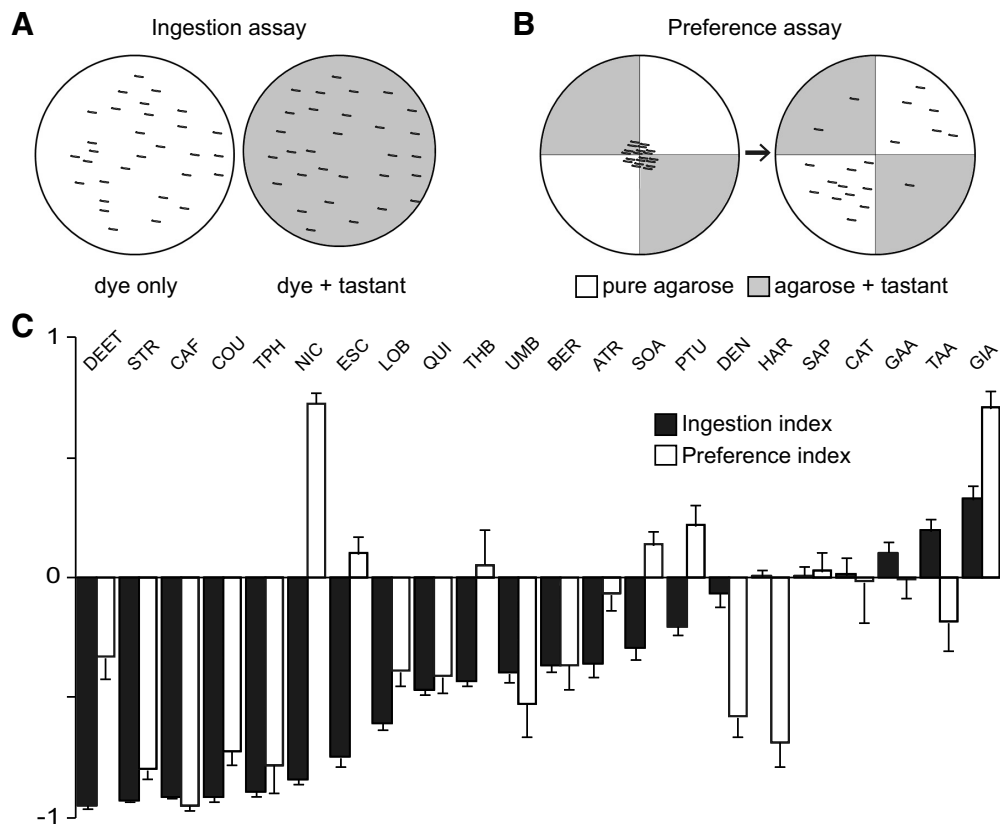 A
Ingestion assay
dye only
dye + tastant
B
Preference assay
pure agarose
agarose + tastant
C
1
0
-1
DEET
STR
CAF
COU
TPH
NIC
ESC
LOB
QUI
THB
UMB
BER
ATR
SOA
PTU
DEN
HAR
SAP
CAT
GAA
TAA
GIA
Ingestion index
Preference index